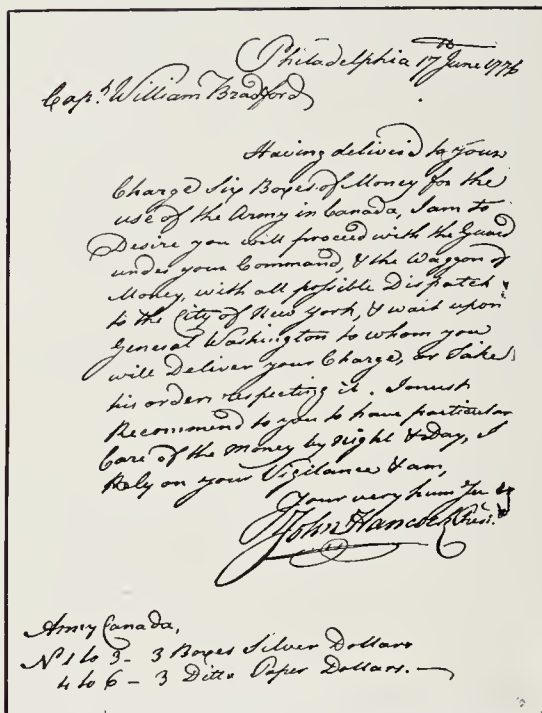 Philadelphia 17th June 1776
Capt. William Bradford
Having deliver'd to your
Charge Six Boxes of Money for the
use of the Army in Canada, I am to
Desire you will proceed with the Guard
under your Command, & the Waggon of
Money, with all possible Dispatch
to the City of New York, & wait upon
General Washington to whom you
will Deliver your Charge, or Take
his orders respecting it. I must
Recommend to you to have particular
Care of the Money by Night & day, I
Rely on your Vigilance & am,
Your very hum Ser
John Hancock Presi.
Army Canada,
No. 1 to 3 - 3 Boxes Silver Dollars
4 to 6 - 3 Ditto Paper Dollars.